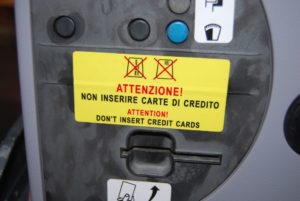 ATTENZIONE!
NON INSERIRE CARTE DI CREDITO
ATTENTION!
DON'T INSERT CREDIT CARDS